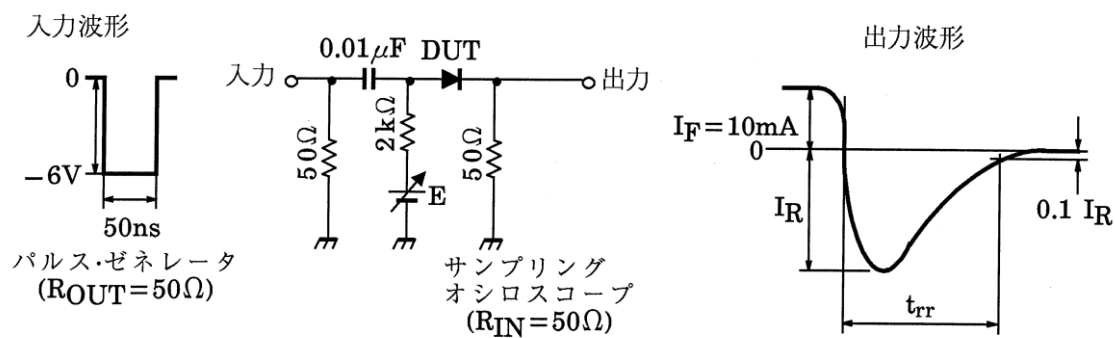 入力波形
0
−6V
50ns
パルス・ゼネレータ
(ROUT=50Ω)
0.01μF DUT
入力
出力
50Ω
2kΩ
E
50Ω
サンプリング
オシロスコープ
(RIN=50Ω)
出力波形
IF=10mA
0
IR
0.1 IR
trr